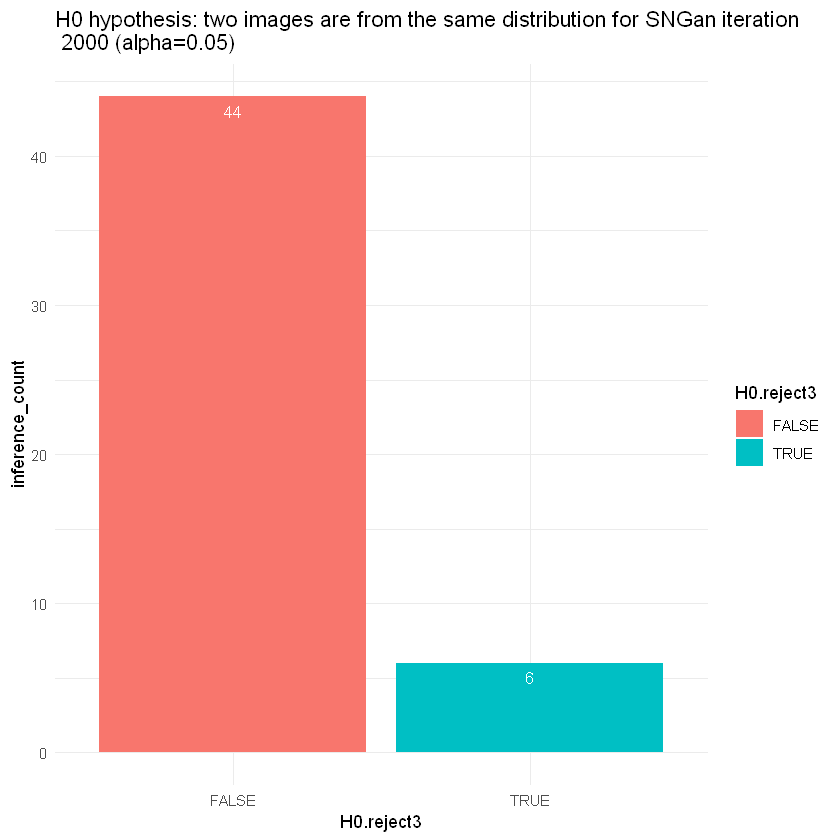 H0 hypothesis: two images are from the same distribution for SNGan iteration
2000 (alpha=0.05)
44
40
30
inference_count
H0.reject3
FALSE
TRUE
20
10
6
0
FALSE
TRUE
H0.reject3